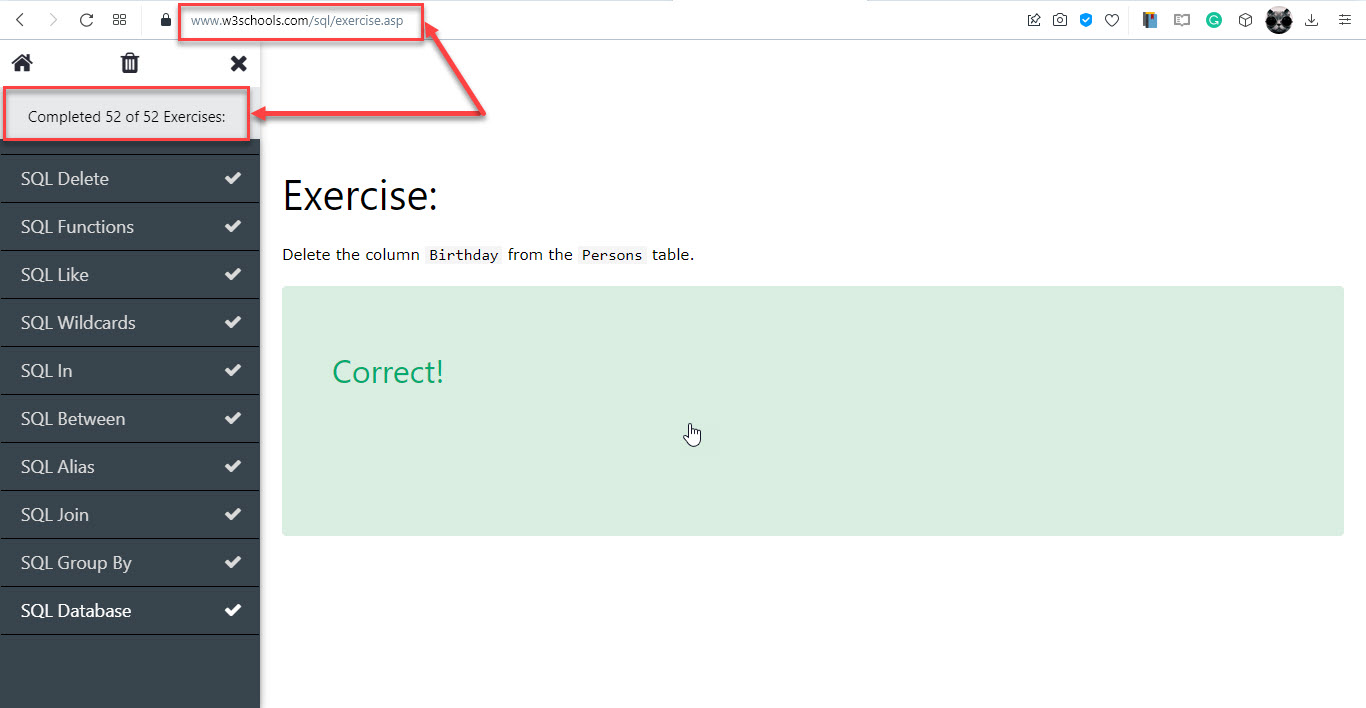 www.w3schools.com/sql/exercise.asp
Completed 52 of 52 Exercises:
SQL Delete
SQL Functions
SQL Like
SQL Wildcards
SQL In
SQL Between
SQL Alias
SQL Join
SQL Group By
SQL Database
Exercise:
Delete the column Birthday from the Persons table.
Correct!